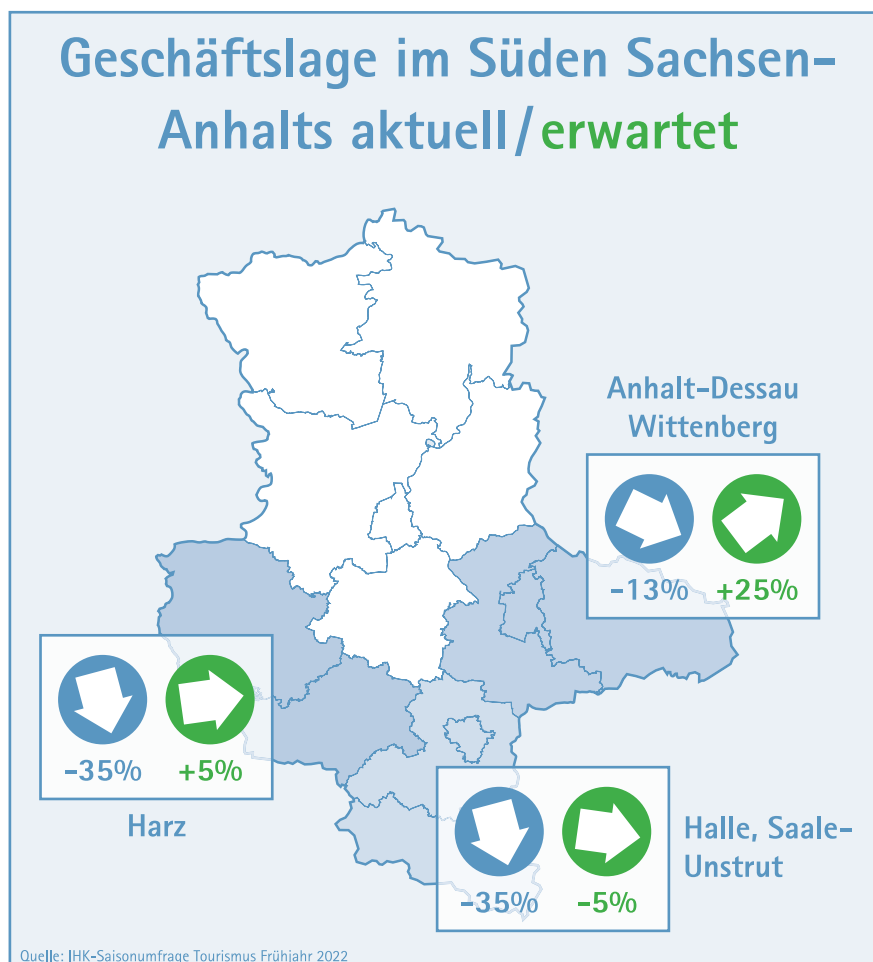 Geschäftslage im Süden Sachsen-
Anhalts aktuell/erwartet
Anhalt-Dessau
Wittenberg
-13% +25%
-35% +5%
Harz
-35% -5%
Halle, Saale-
Unstrut
Quelle: IHK-Saisonumfrage Tourismus Frühjahr 2022